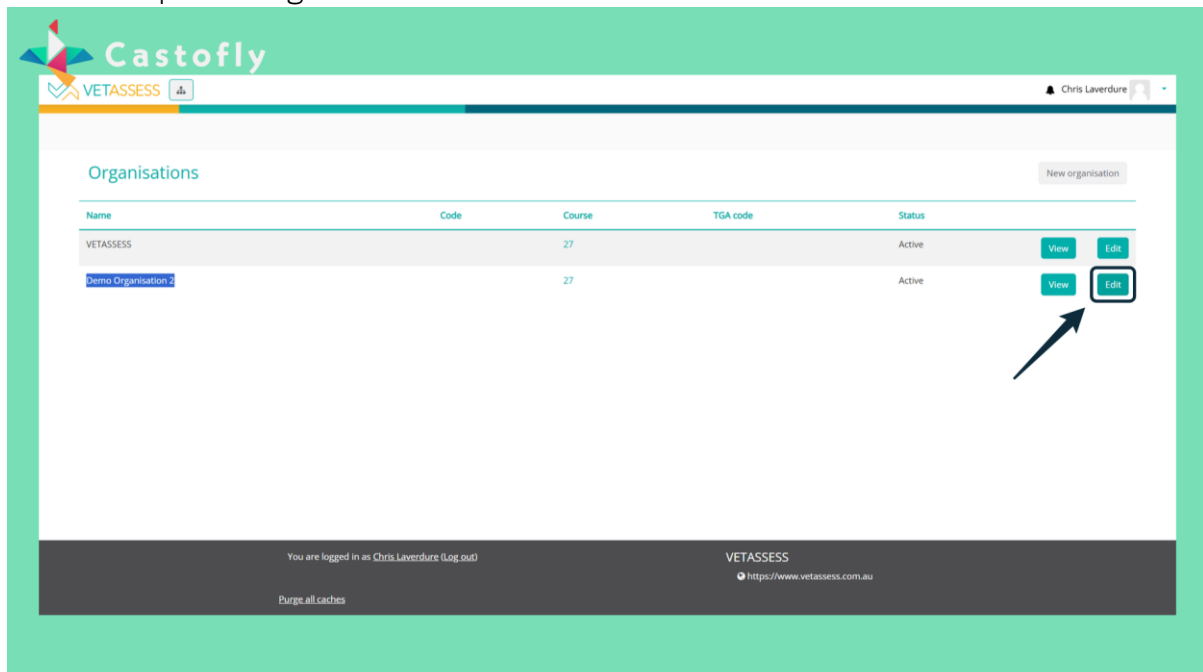 Castofly
VETASSESS
Chris Laverdure
Organisations
New organisation
Name Code Course TGA code Status
VETASSESS 27 Active View Edit
Demo Organisation 2 27 Active View Edit
You are logged in as Chris Laverdure (Log out)
Purge all caches
VETASSESS
https://www.vetassess.com.au